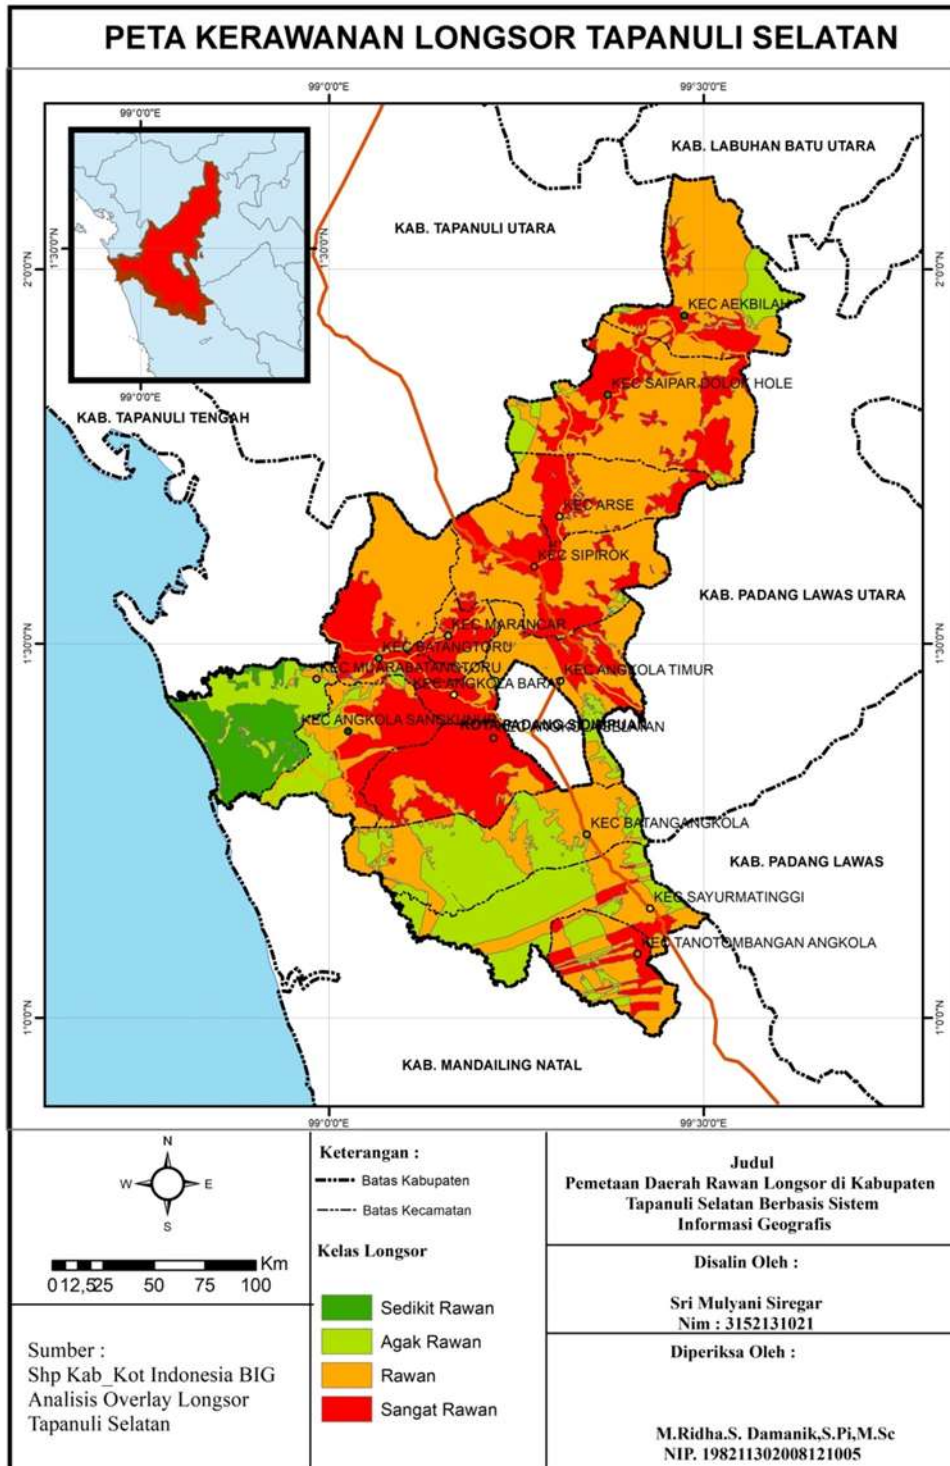 PETA KERAWANAN LONGSOR TAPANULI SELATAN
99°0'0"E
99°30'0"E
99°0'0"E
1°30'0"N
99°0'0"E
2°0'0"N
2°0'0"N
1°30'0"N
1°30'0"N
1°0'0"N
1°0'0"N
KAB. LABUHAN BATU UTARA
KAB. TAPANULI UTARA
KEC AEKBILAH
KEC SAIPAR DOLOK HOLE
KAB. TAPANULI TENGAH
KEC ARSE
KEC SIPIROK
KAB. PADANG LAWAS UTARA
KEC MARANCAR
KEC BATANGTORU
KEC MUARABATANGTORU
KEC ANGKOLA TIMUR
KEC ANGKOLA BARAT
KEC ANGKOLA SANGKUNUR
KOTA PADANG SIDIMPUAN
KEC BATANGANGKOLA
KAB. PADANG LAWAS
KEC SAYURMATINGGI
KEC TANOTOMBANGAN ANGKOLA
KAB. MANDAILING NATAL
99°0'0"E
99°30'0"E
N
W
E
S
Km
0 12,5 25 50 75 100
Sumber :
Shp Kab_Kot Indonesia BIG
Analisis Overlay Longsor
Tapanuli Selatan
Keterangan :
Batas Kabupaten
Batas Kecamatan
Kelas Longsor
Sedikit Rawan
Agak Rawan
Rawan
Sangat Rawan
Judul
Pemetaan Daerah Rawan Longsor di Kabupaten
Tapanuli Selatan Berbasis Sistem
Informasi Geografis
Disalin Oleh :
Sri Mulyani Siregar
Nim : 3152131021
Diperiksa Oleh :
M.Ridha.S. Damanik,S.Pi,M.Sc
NIP. 198211302008121005